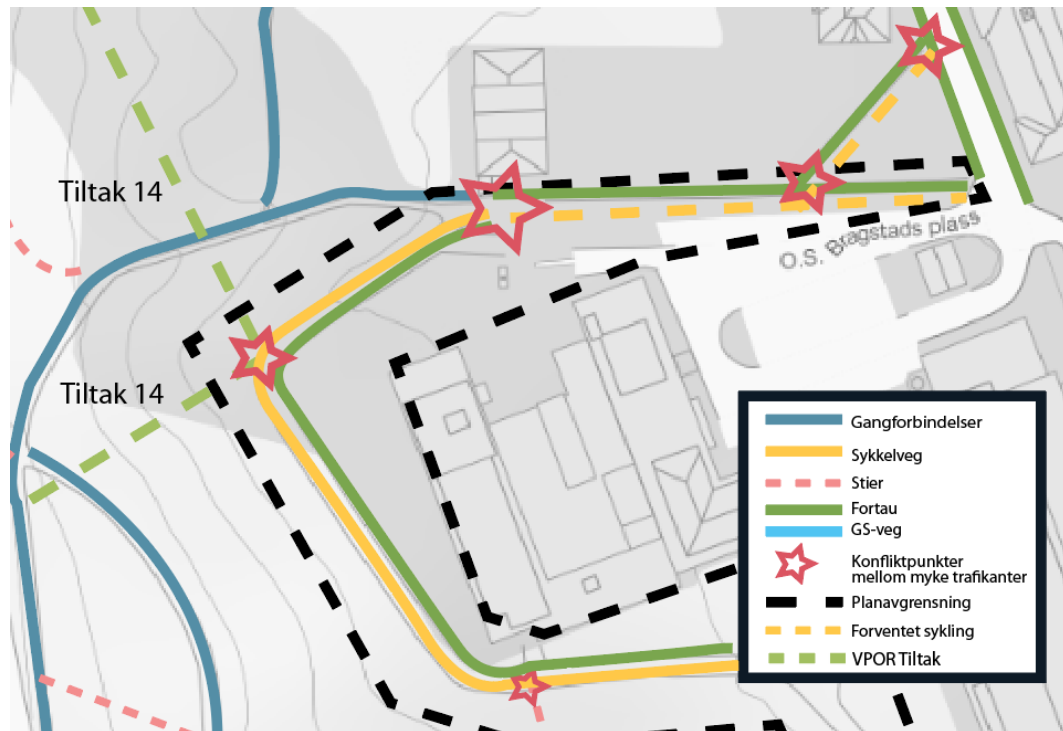 Tiltak 14
O.S. Bragstads plass
Tiltak 14
Gangforbindelser
Sykkelveg
Stier
Fortau
GS-veg
Konfliktpunkter
mellom myke trafikanter
Planavgrensning
Forventet sykling
VPOR Tiltak